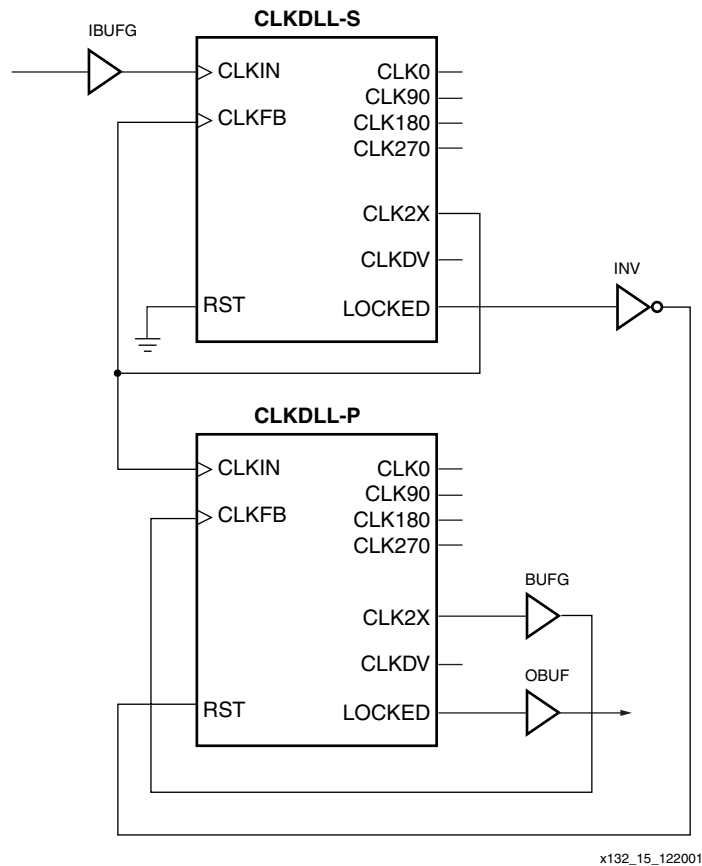 CLKDLL-S
IBUFG
CLKIN
CLK0
CLK90
CLKFB
CLK180
CLK270
CLK2X
CLKDV
INV
RST
LOCKED
CLKDLL-P
CLKIN
CLK0
CLK90
CLKFB
CLK180
CLK270
BUFG
CLK2X
CLKDV
OBUF
RST
LOCKED
x132_15_122001